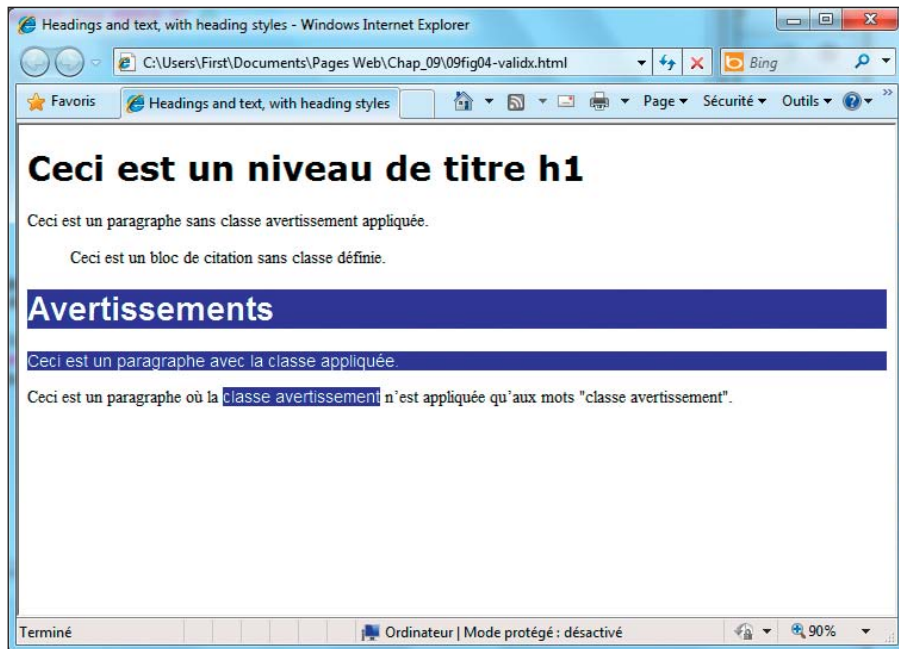 Headings and text, with heading styles - Windows Internet Explorer
C:\Users\First\Documents\Pages Web\Chap_09\09fig04-validx.html Bing
Favoris Headings and text, with heading styles Page Sécurité Outils
Ceci est un niveau de titre h1
Ceci est un paragraphe sans classe avertissement appliquée.
Ceci est un bloc de citation sans classe définie.
Avertissements
Ceci est un paragraphe avec la classe appliquée.
Ceci est un paragraphe où la classe avertissement n’est appliquée qu’aux mots "classe avertissement".
Terminé Ordinateur | Mode protégé : désactivé 90%